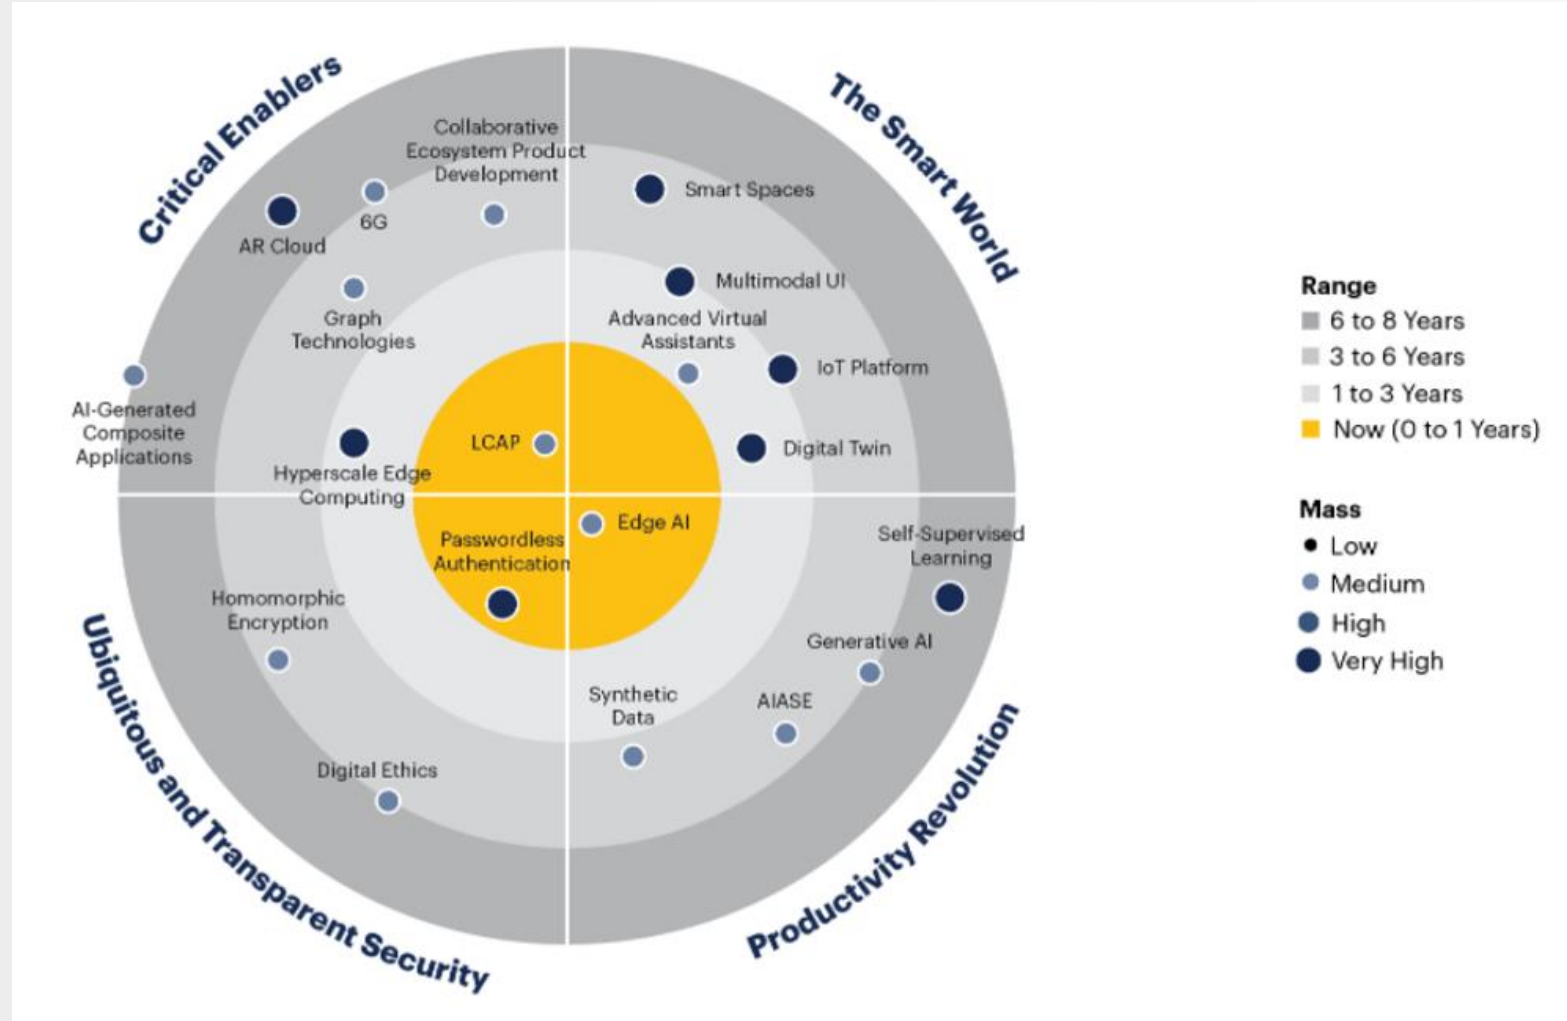 Critical Enablers
The Smart World
Collaborative
Ecosystem Product
Development
6G
AR Cloud
Graph
Technologies
AI-Generated
Composite
Applications
Hyperscale Edge
Computing
LCAP
Smart Spaces
Multimodal UI
Advanced Virtual
Assistants
IoT Platform
Digital Twin
Passwordless
Authentication
Homomorphic
Encryption
Digital Ethics
Edge AI
Self-Supervised
Learning
Generative AI
AIASE
Synthetic
Data
Ubiquitous and Transparent Security
Productivity Revolution
Range
6 to 8 Years
3 to 6 Years
1 to 3 Years
Now (0 to 1 Years)
Mass
Low
Medium
High
Very High